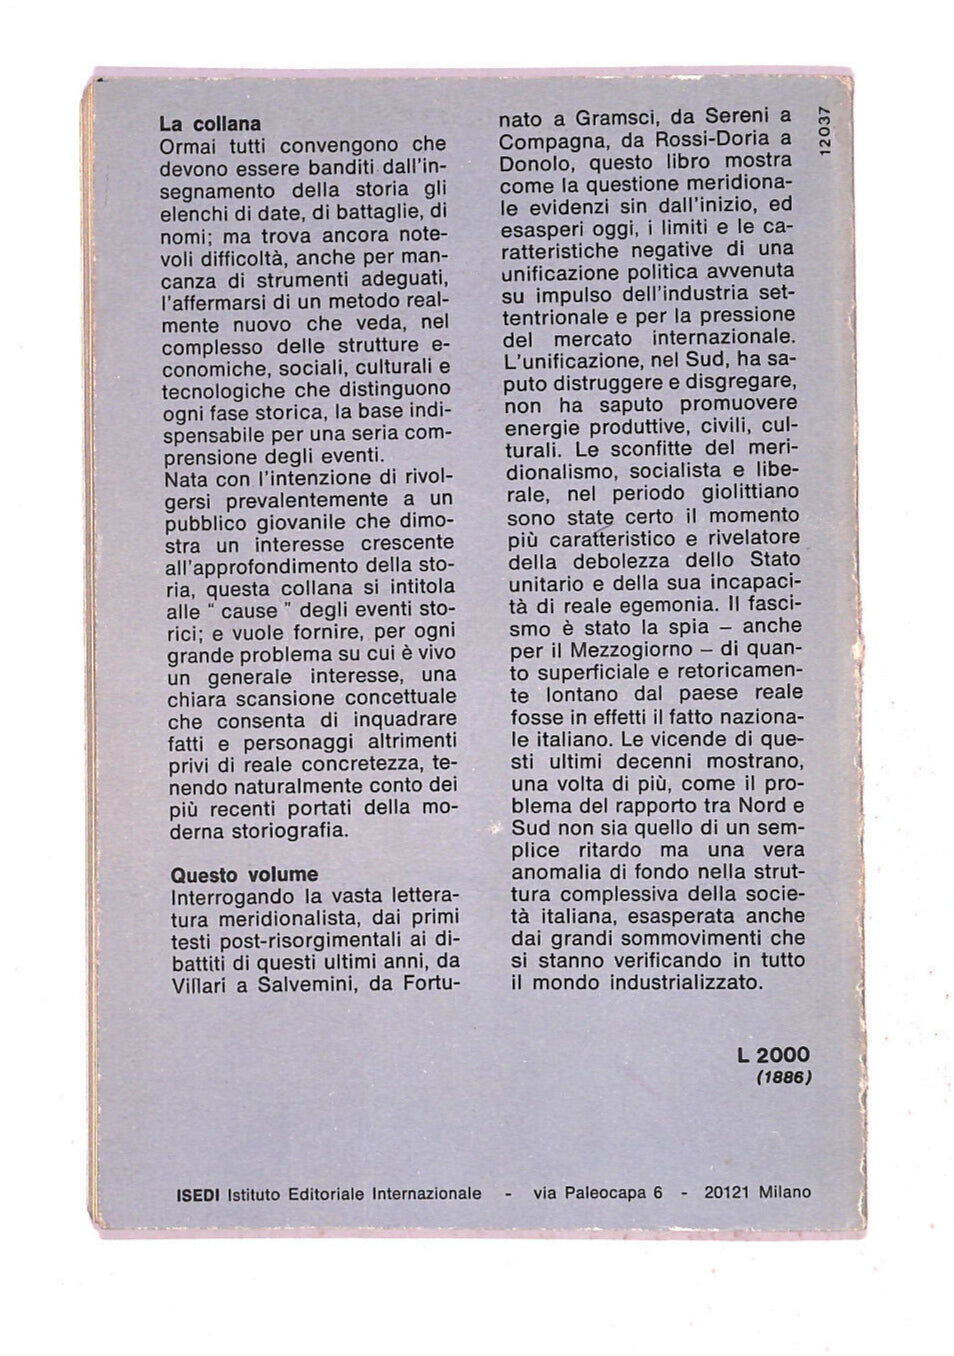 La collana
Ormai tutti convengono che
devono essere banditi dall'in-
segnamento della storia gli
elenchi di date, di battaglie, di
nomi; ma trova ancora note-
voli difficoltà, anche per man-
canza di strumenti adeguati,
l'affermarsi di un metodo real-
mente nuovo che veda, nel
complesso delle strutture e-
conomiche, sociali, culturali e
tecnologiche che distinguono
ogni fase storica, la base indi-
spensabile per una seria com-
prensione degli eventi.
Nata con l'intenzione di rivol-
gersi prevalentemente a un
pubblico giovanile che dimo-
stra un interesse crescente
all'approfondimento della sto-
ria, questa collana si intitola
alle " cause " degli eventi sto-
rici; e vuole fornire, per ogni
grande problema su cui è vivo
un generale interesse, una
chiara scansione concettuale
che consenta di inquadrare
fatti e personaggi altrimenti
privi di reale concretezza, te-
nendo naturalmente conto dei
più recenti portati della mo-
derna storiografia.
Questo volume
Interrogando la vasta lettera-
tura meridionalista, dai primi
testi post-risorgimentali ai di-
battiti di questi ultimi anni, da
Villari a Salvemini, da Fortu-
nato a Gramsci, da Sereni a
Compagna, da Rossi-Doria a
Donolo, questo libro mostra
come la questione meridiona-
le evidenzi sin dall'inizio, ed
esasperi oggi, i limiti e le ca-
ratteristiche negative di una
unificazione politica avvenuta
su impulso dell'industria set-
tentrionale e per la pressione
del mercato internazionale.
L'unificazione, nel Sud, ha sa-
puto distruggere e disgregare,
non ha saputo promuovere
energie produttive, civili, cul-
turali. Le sconfitte del meri-
dionalismo, socialista e libe-
rale, nel periodo giolittiano
sono state certo il momento
più caratteristico e rivelatore
della debolezza dello Stato
unitario e della sua incapaci-
tà di reale egemonia. Il fasci-
smo è stato la spia – anche
per il Mezzogiorno – di quan-
to superficiale e retoricamen-
te lontano dal paese reale
fosse in effetti il fatto naziona-
le italiano. Le vicende di que-
sti ultimi decenni mostrano,
una volta di più, come il pro-
blema del rapporto tra Nord e
Sud non sia quello di un sem-
plice ritardo ma una vera
anomalia di fondo nella strut-
tura complessiva della socie-
tà italiana, esasperata anche
dai grandi sommovimenti che
si stanno verificando in tutto
il mondo industrializzato.
12037
L 2000
(1886)
ISEDI Istituto Editoriale Internazionale - via Paleocapa 6 - 20121 Milano